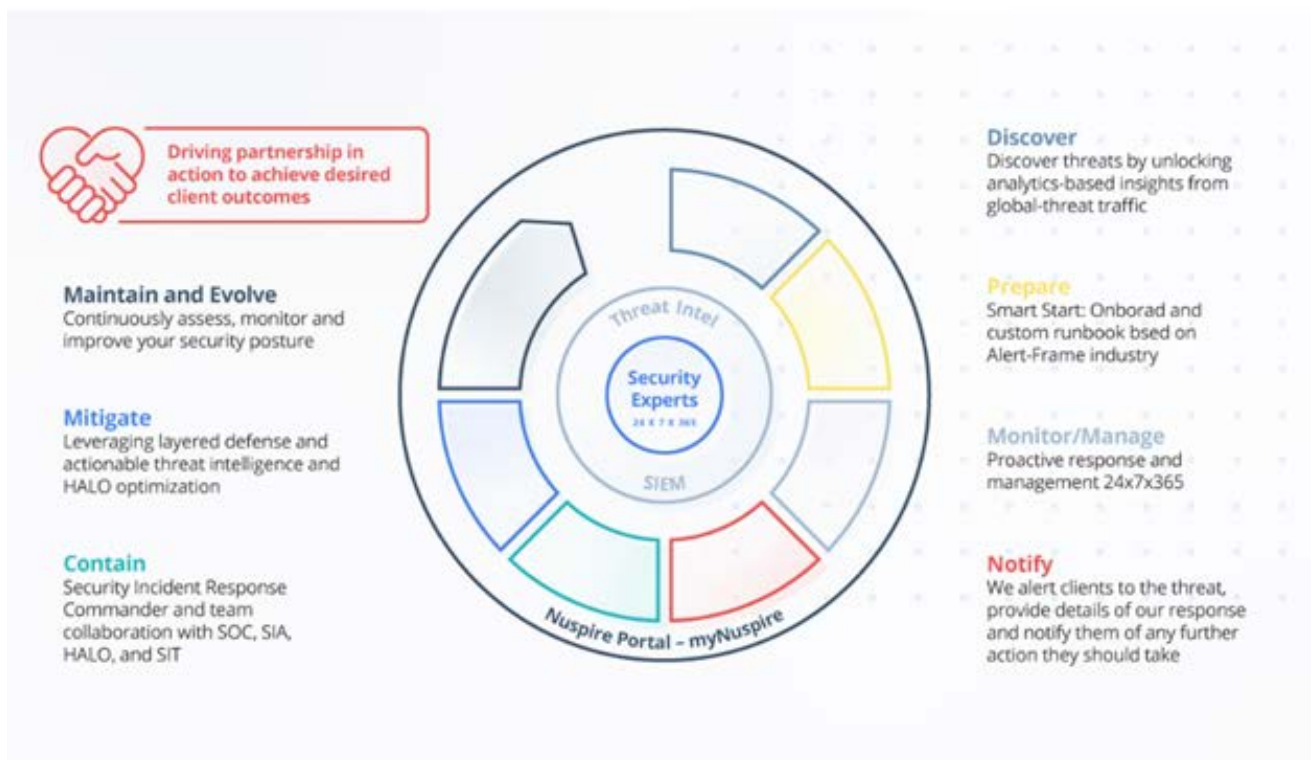 Driving partnership in
action to achieve desired
client outcomes
Maintain and Evolve
Continuously assess, monitor and
improve your security posture
Mitigate
Leveraging layered defense and
actionable threat intelligence and
HALO optimization
Contain
Security Incident Response
Commander and team
collaboration with SOC, SIA,
HALO, and SIT
Threat Intel
Security
Experts
24 X 7 X 365
SIEM
Nuspire Portal – myNuspire
Discover
Discover threats by unlocking
analytics-based insights from
global-threat traffic
Prepare
Smart Start: Onborad and
custom runbook bsed on
Alert-Frame industry
Monitor/Manage
Proactive response and
management 24x7x365
Notify
We alert clients to the threat,
provide details of our response
and notify them of any further
action they should take